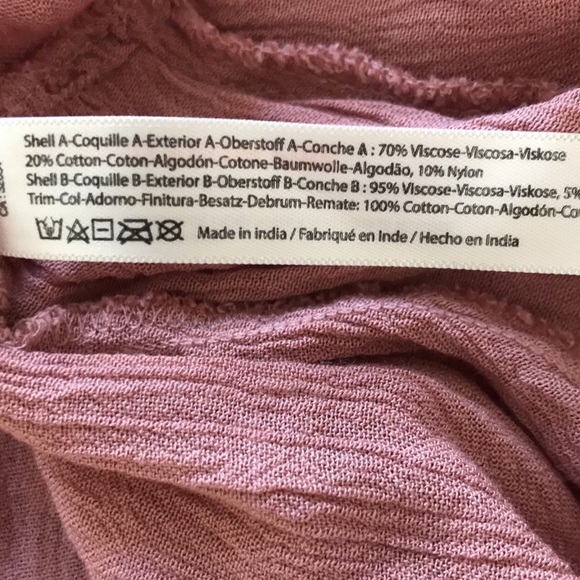 Shell A-Coquille A-Exterior A-Oberstoff A-Conche A : 70% Viscose-Viscosa-Viskose
20% Cotton-Coton-Algodón-Cotone-Baumwolle-Algodão, 10% Nylon
Shell B-Coquille B-Exterior B-Oberstoff B-Conche B : 95% Viscose-Viscosa-Viskose, 5%
Trim-Col-Adorno-Finitura-Besatz-Debrum-Remate: 100% Cotton-Coton-Algodón-Co
Made in india / Fabriqué en Inde / Hecho en India